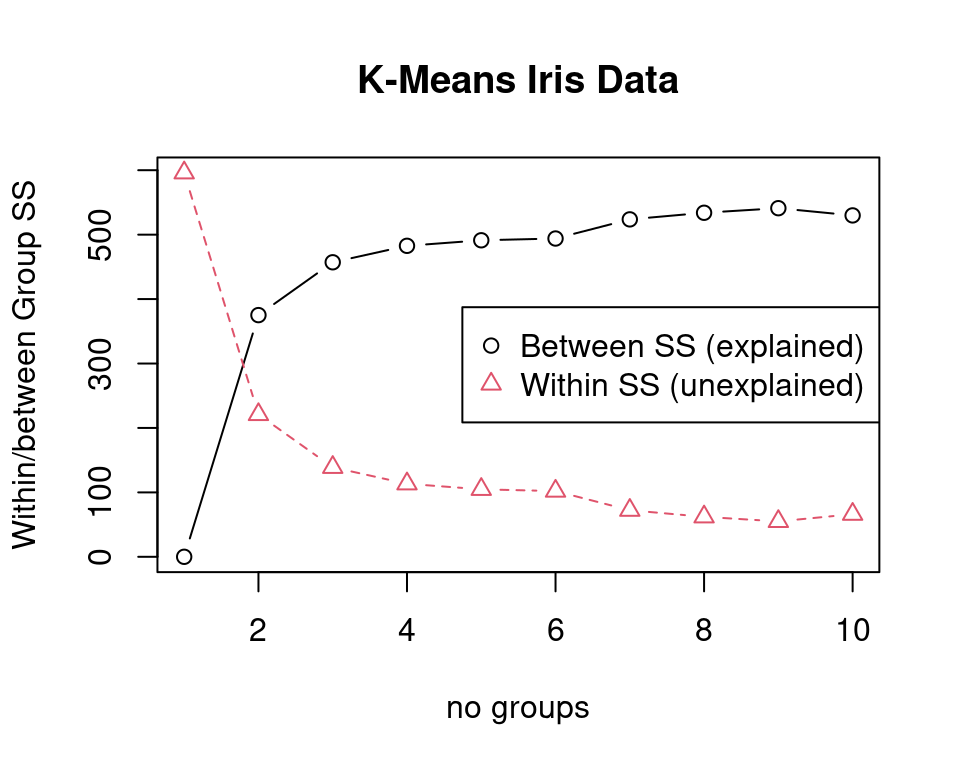 K-Means Iris Data
Within/between Group SS
500
300
100
0
Between SS (explained)
Within SS (unexplained)
2 4 6 8 10
no groups